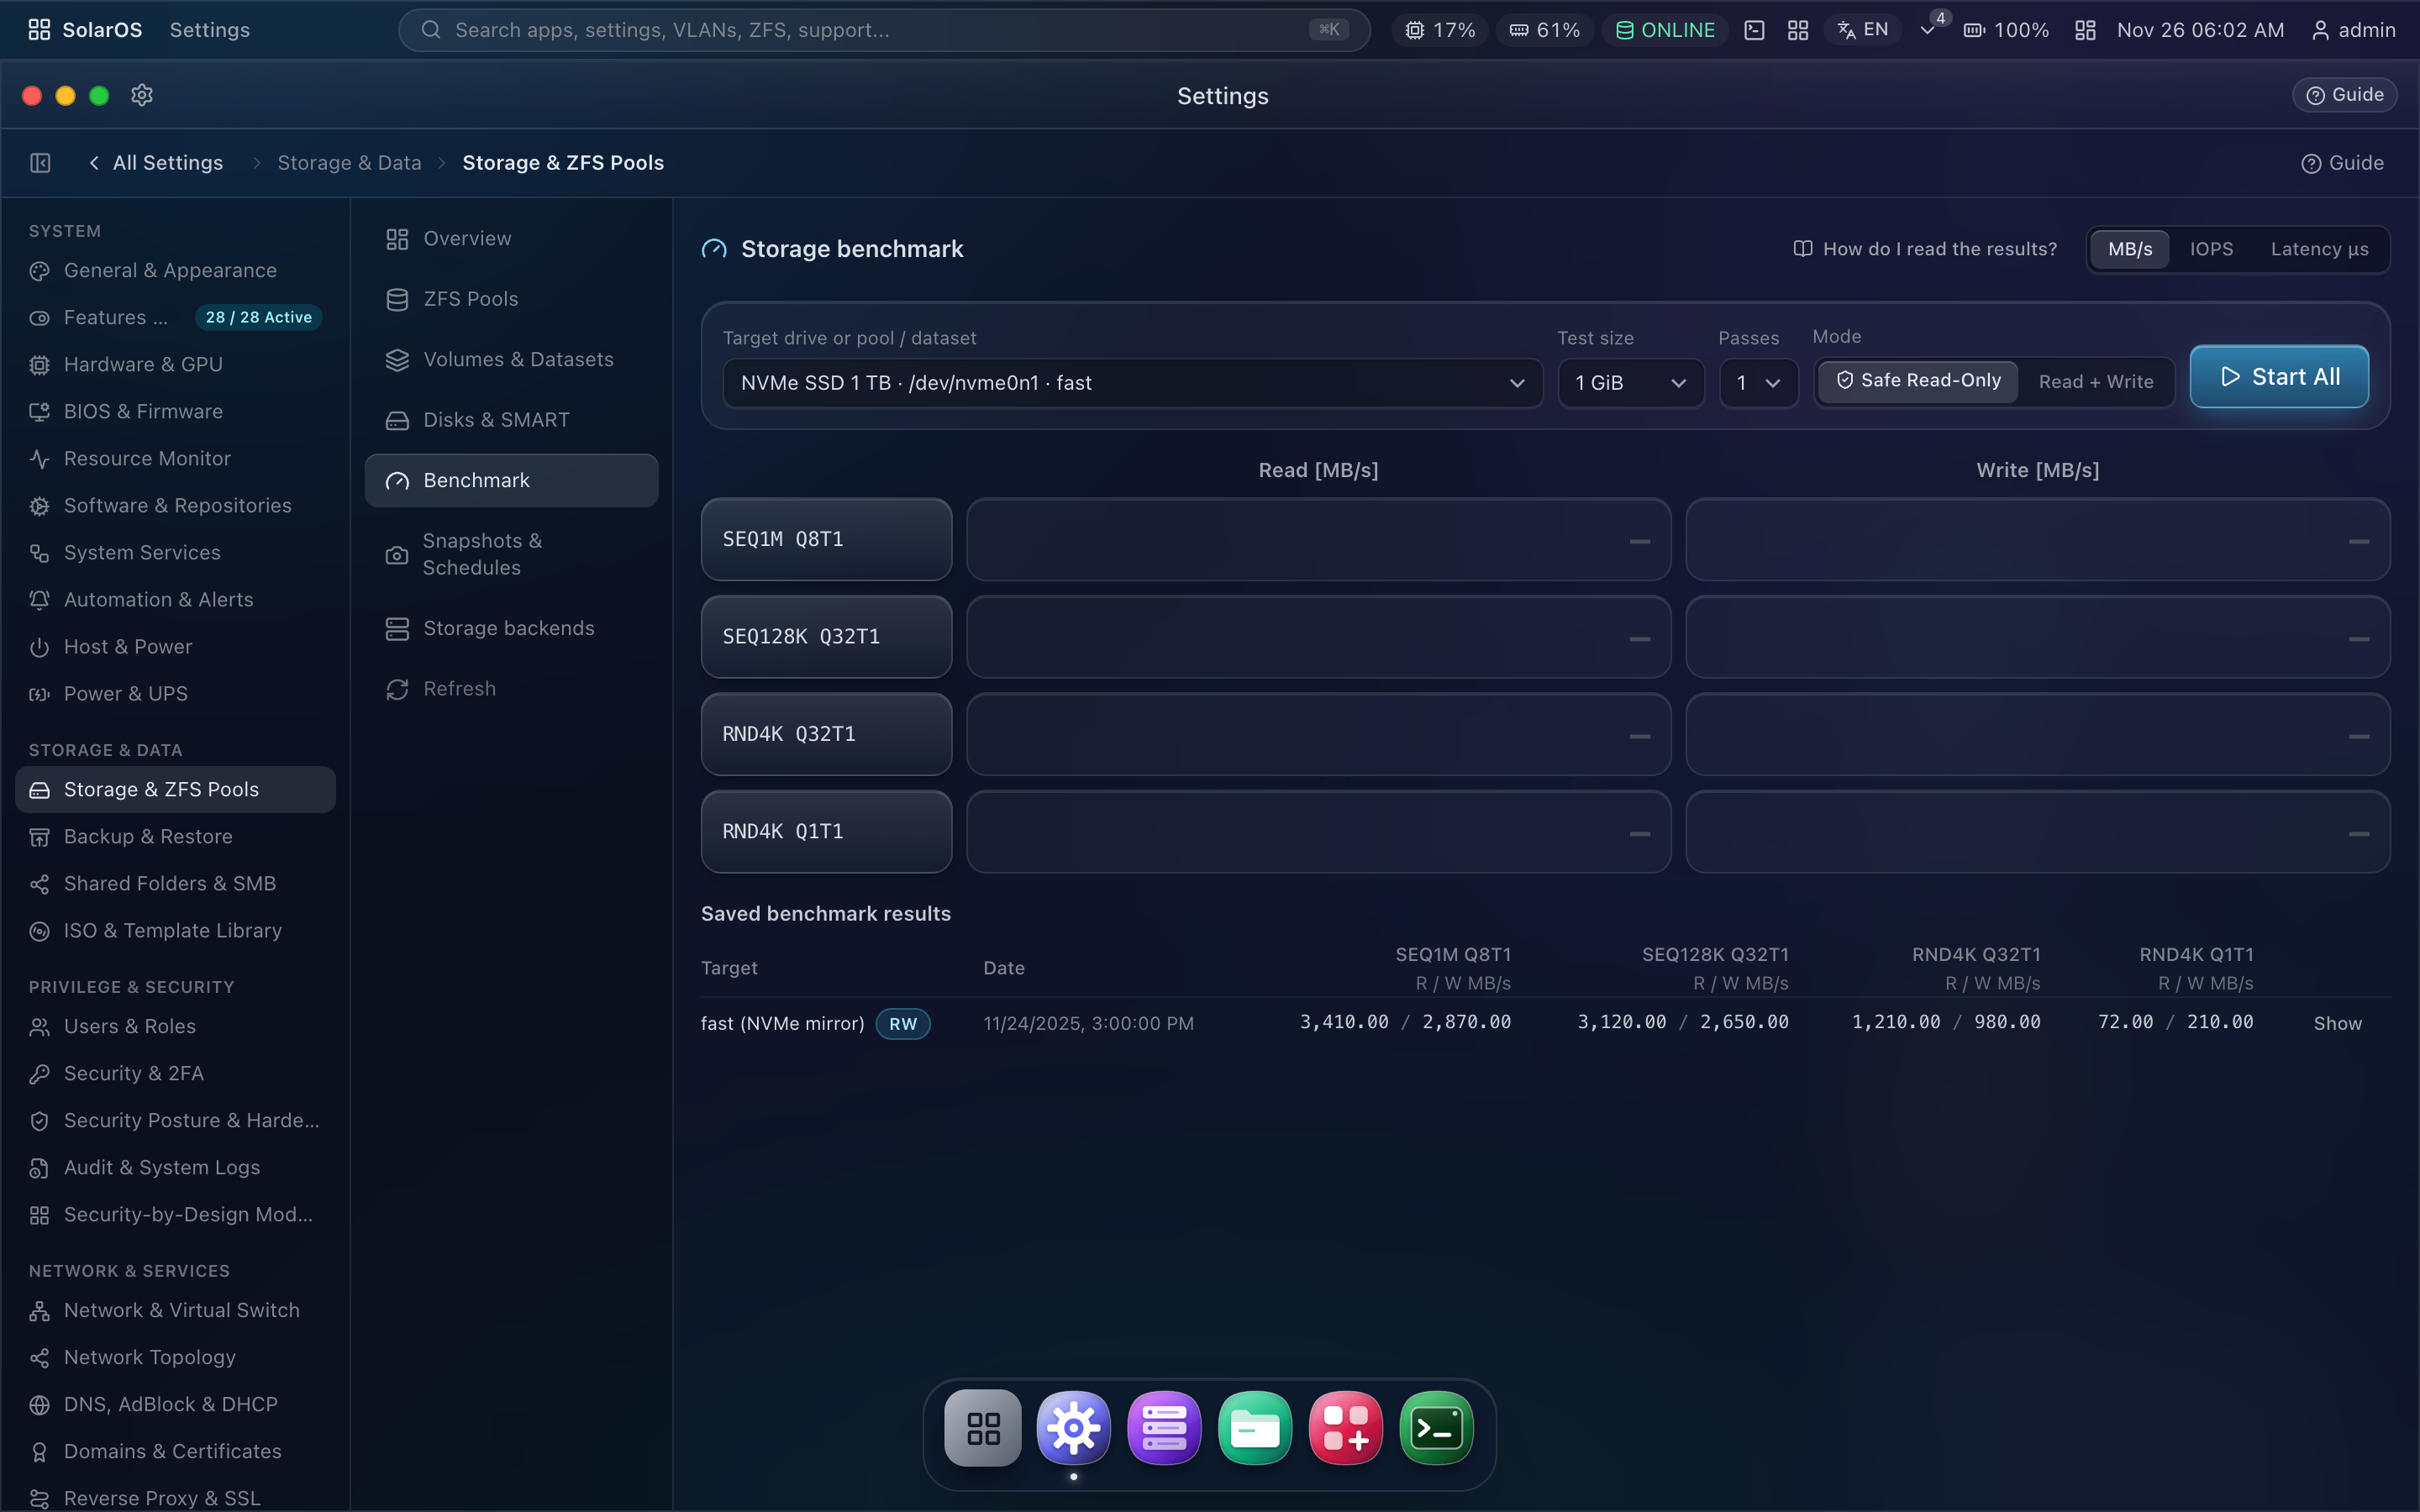 SolarOS
Settings
Search apps, settings, VLANs, ZFS, support...
⌘K
17%
61%
ONLINE
EN
4
100%
Nov 26 06:02 AM
admin
Settings
Guide
All Settings
Storage & Data
Storage & ZFS Pools
Guide
SYSTEM
General & Appearance
Features ...
28 / 28 Active
Hardware & GPU
BIOS & Firmware
Resource Monitor
Software & Repositories
System Services
Automation & Alerts
Host & Power
Power & UPS
STORAGE & DATA
Storage & ZFS Pools
Backup & Restore
Shared Folders & SMB
ISO & Template Library
PRIVILEGE & SECURITY
Users & Roles
Security & 2FA
Security Posture & Harde...
Audit & System Logs
Security-by-Design Mod...
NETWORK & SERVICES
Network & Virtual Switch
Network Topology
DNS, AdBlock & DHCP
Domains & Certificates
Reverse Proxy & SSL
Overview
ZFS Pools
Volumes & Datasets
Disks & SMART
Benchmark
Snapshots &
Schedules
Storage backends
Refresh
Storage benchmark
How do I read the results?
MB/s
IOPS
Latency µs
Target drive or pool / dataset
Test size
Passes
Mode
NVMe SSD 1 TB · /dev/nvme0n1 · fast
1 GiB
1
Safe Read-Only
Read + Write
Start All
Read [MB/s]
Write [MB/s]
SEQ1M Q8T1
—
—
SEQ128K Q32T1
—
—
RND4K Q32T1
—
—
RND4K Q1T1
—
—
Saved benchmark results
Target
Date
SEQ1M Q8T1
R / W MB/s
SEQ128K Q32T1
R / W MB/s
RND4K Q32T1
R / W MB/s
RND4K Q1T1
R / W MB/s
fast (NVMe mirror)
RW
11/24/2025, 3:00:00 PM
3,410.00 / 2,870.00
3,120.00 / 2,650.00
1,210.00 / 980.00
72.00 / 210.00
Show